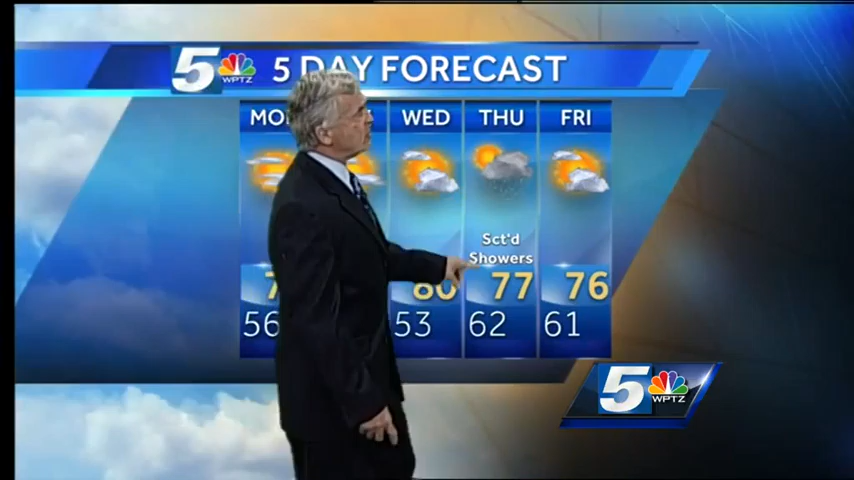 5 WPTZ 5 DAY FORECAST
WED THU FRI
Sct'd
Showers
80 77 76
56 53 62 61
5 WPTZ